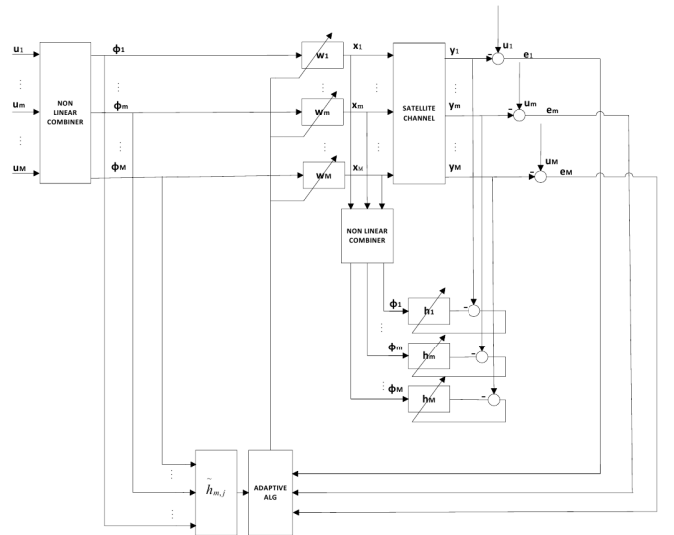 u1
⋮
um
⋮
uM
NON
LINEAR
COMBINER
ϕ1
⋮
ϕm
⋮
ϕM
w1
wm
wM
x1
⋮
xm
⋮
xM
SATELLITE
CHANNEL
y1
⋮
ym
⋮
yM
- u1
e1
- um
em
uM
- eM
NON LINEAR
COMBINER
ϕ1
h1
-
⋮
ϕm
hm
-
⋮
ϕM
hM
-
⋮
⋮
h̃m,j
ADAPTIVE
ALG